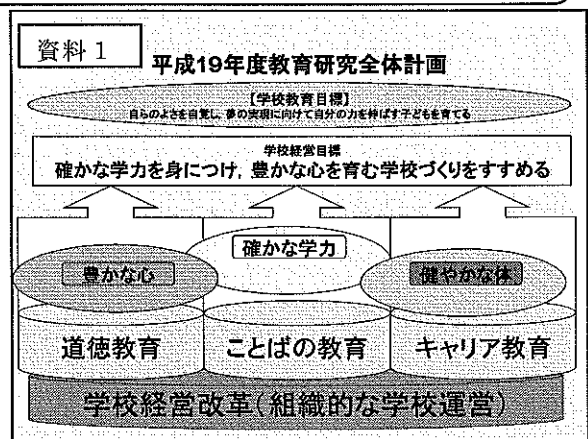 資料1
平成19年度教育研究全体計画
【学校教育目標】
自らのよさを自覚し、夢の実現に向けて自分の力を伸ばす子どもを育てる
学校経営目標
確かな学力を身につけ,豊かな心を育む学校づくりをすすめる
豊かな心
確かな学力
健やかな体
道徳教育
ことばの教育
キャリア教育
学校経営改革(組織的な学校運営)